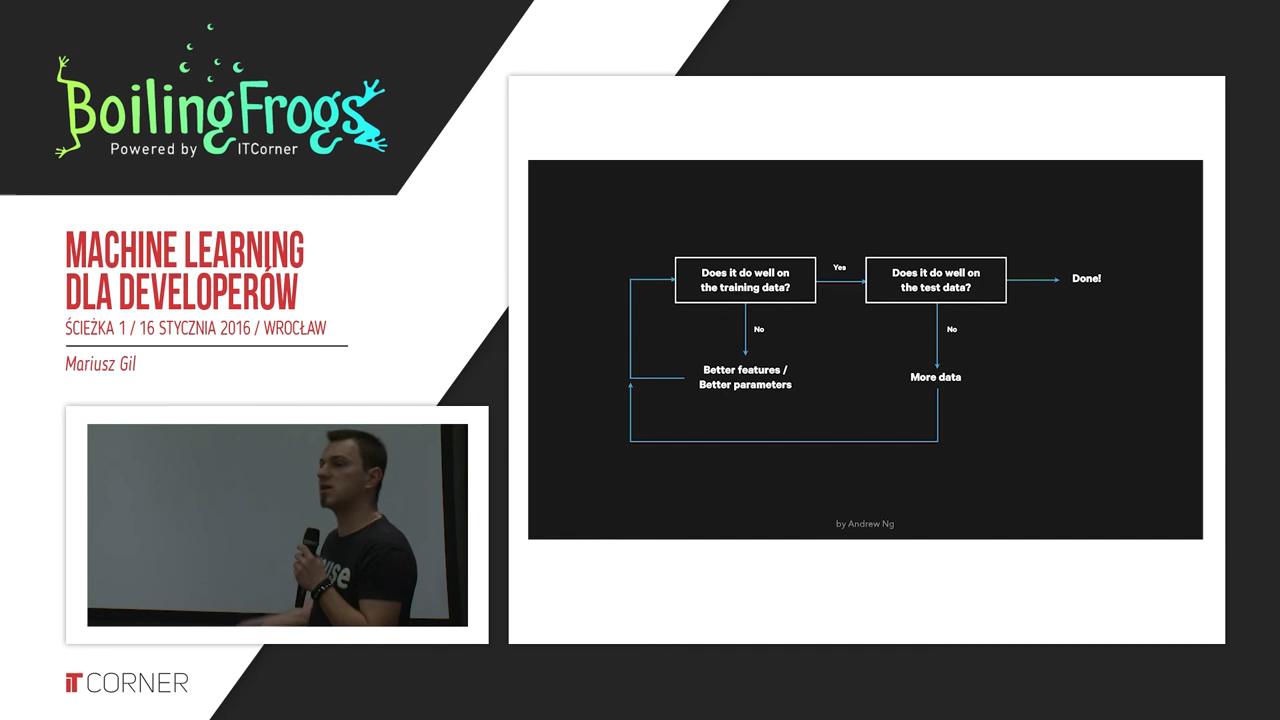 BoilingFrogs
Powered by ITCorner
MACHINE LEARNING
DLA DEVELOPERÓW
ŚCIEŻKA 1 / 16 STYCZNIA 2016 / WROCŁAW
Mariusz Gil
iT CORNER
Does it do well on
the training data?
Yes
Does it do well on
the test data?
Done!
No
No
Better features /
Better parameters
More data
by Andrew Ng